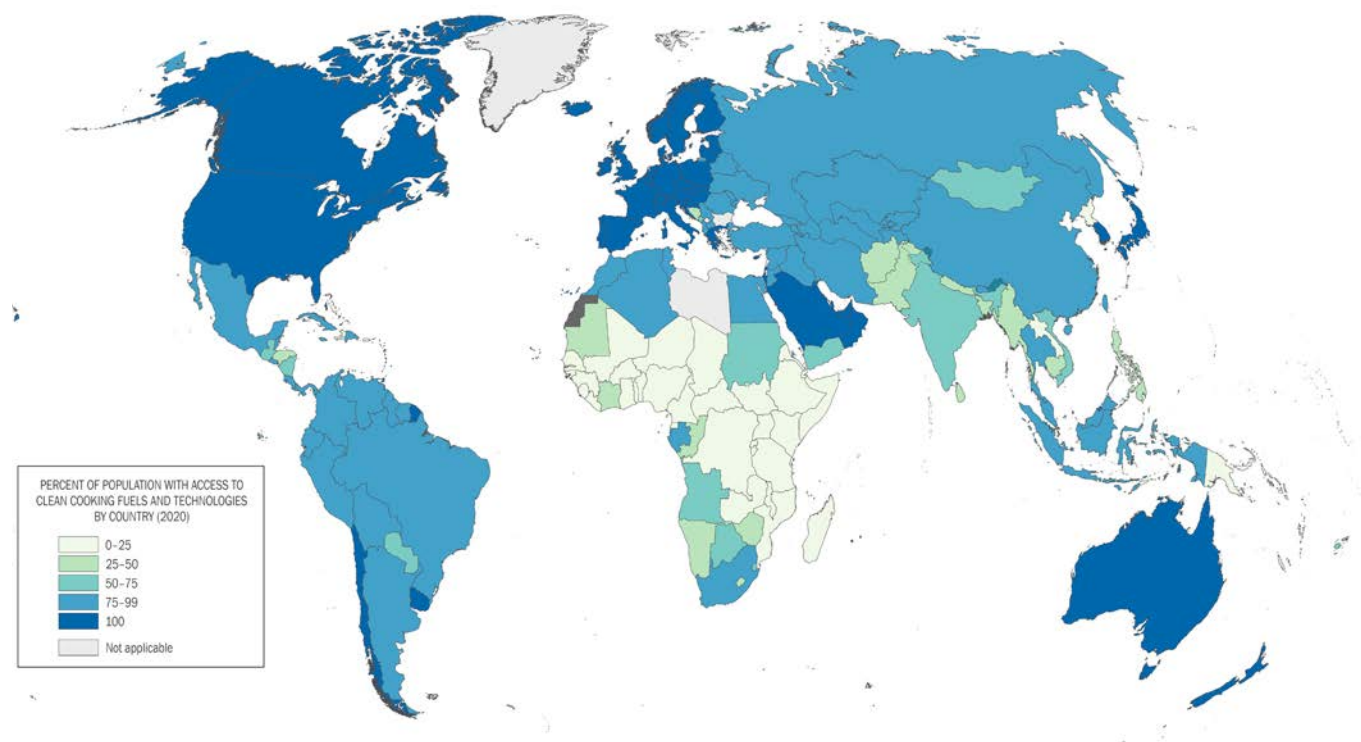 PERCENT OF POPULATION WITH ACCESS TO
CLEAN COOKING FUELS AND TECHNOLOGIES
BY COUNTRY (2020)
0–25
25–50
50–75
75–99
100
Not applicable